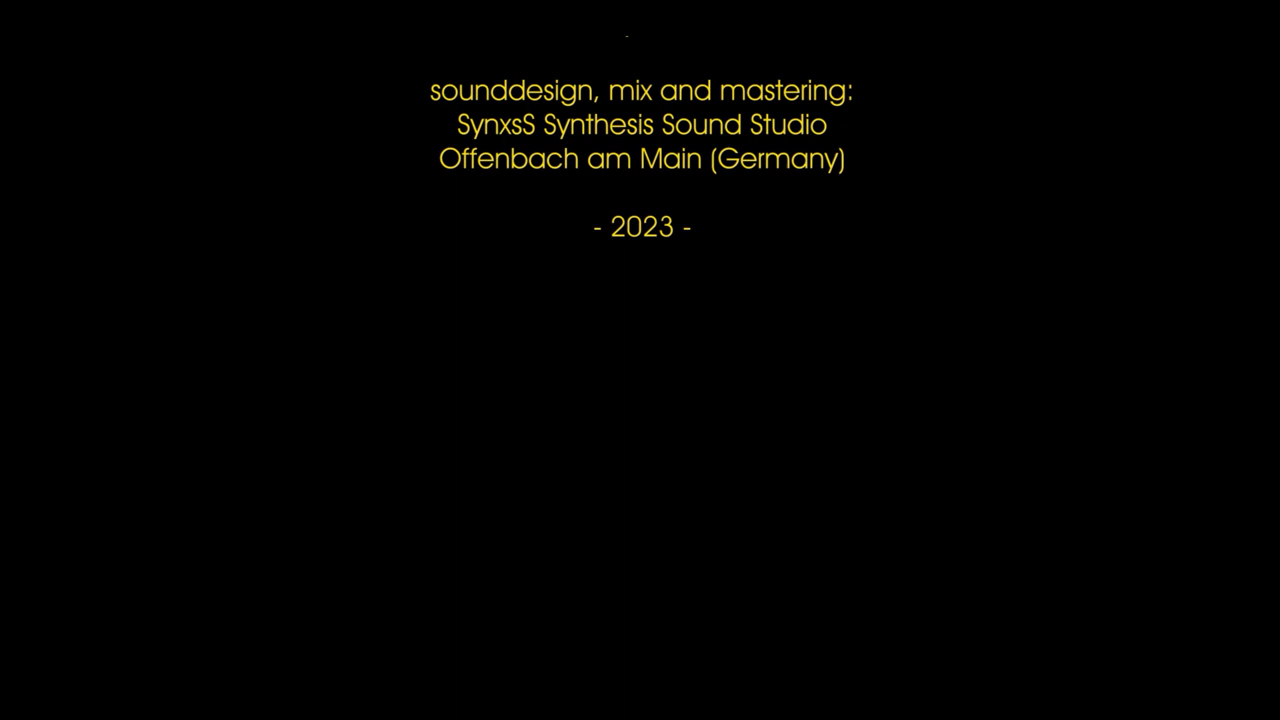 sounddesign, mix and mastering:
SynxsS Synthesis Sound Studio
Offenbach am Main (Germany)
- 2023 -